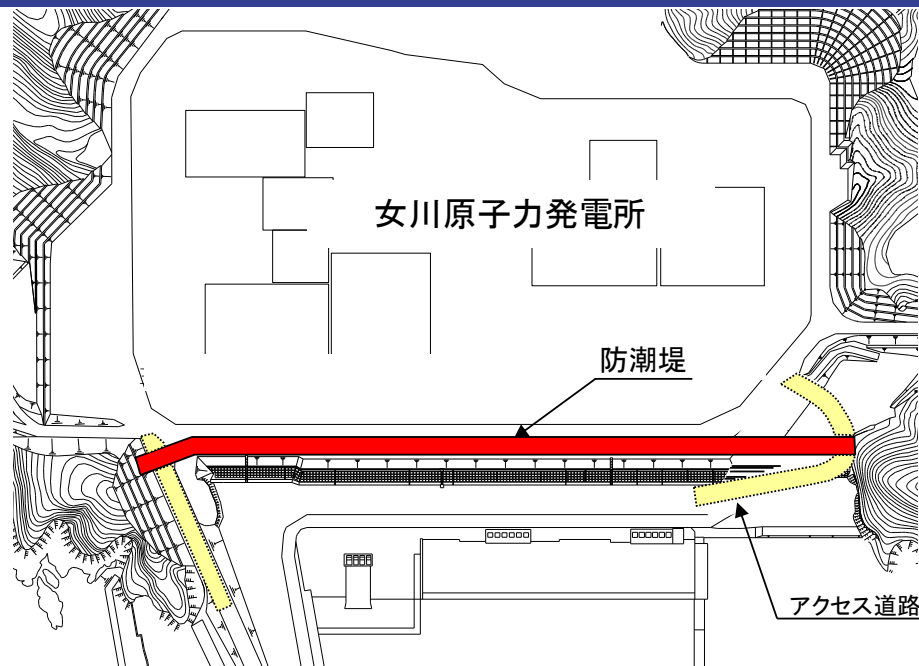 女川原子力発電所
防潮堤
アクセス道路